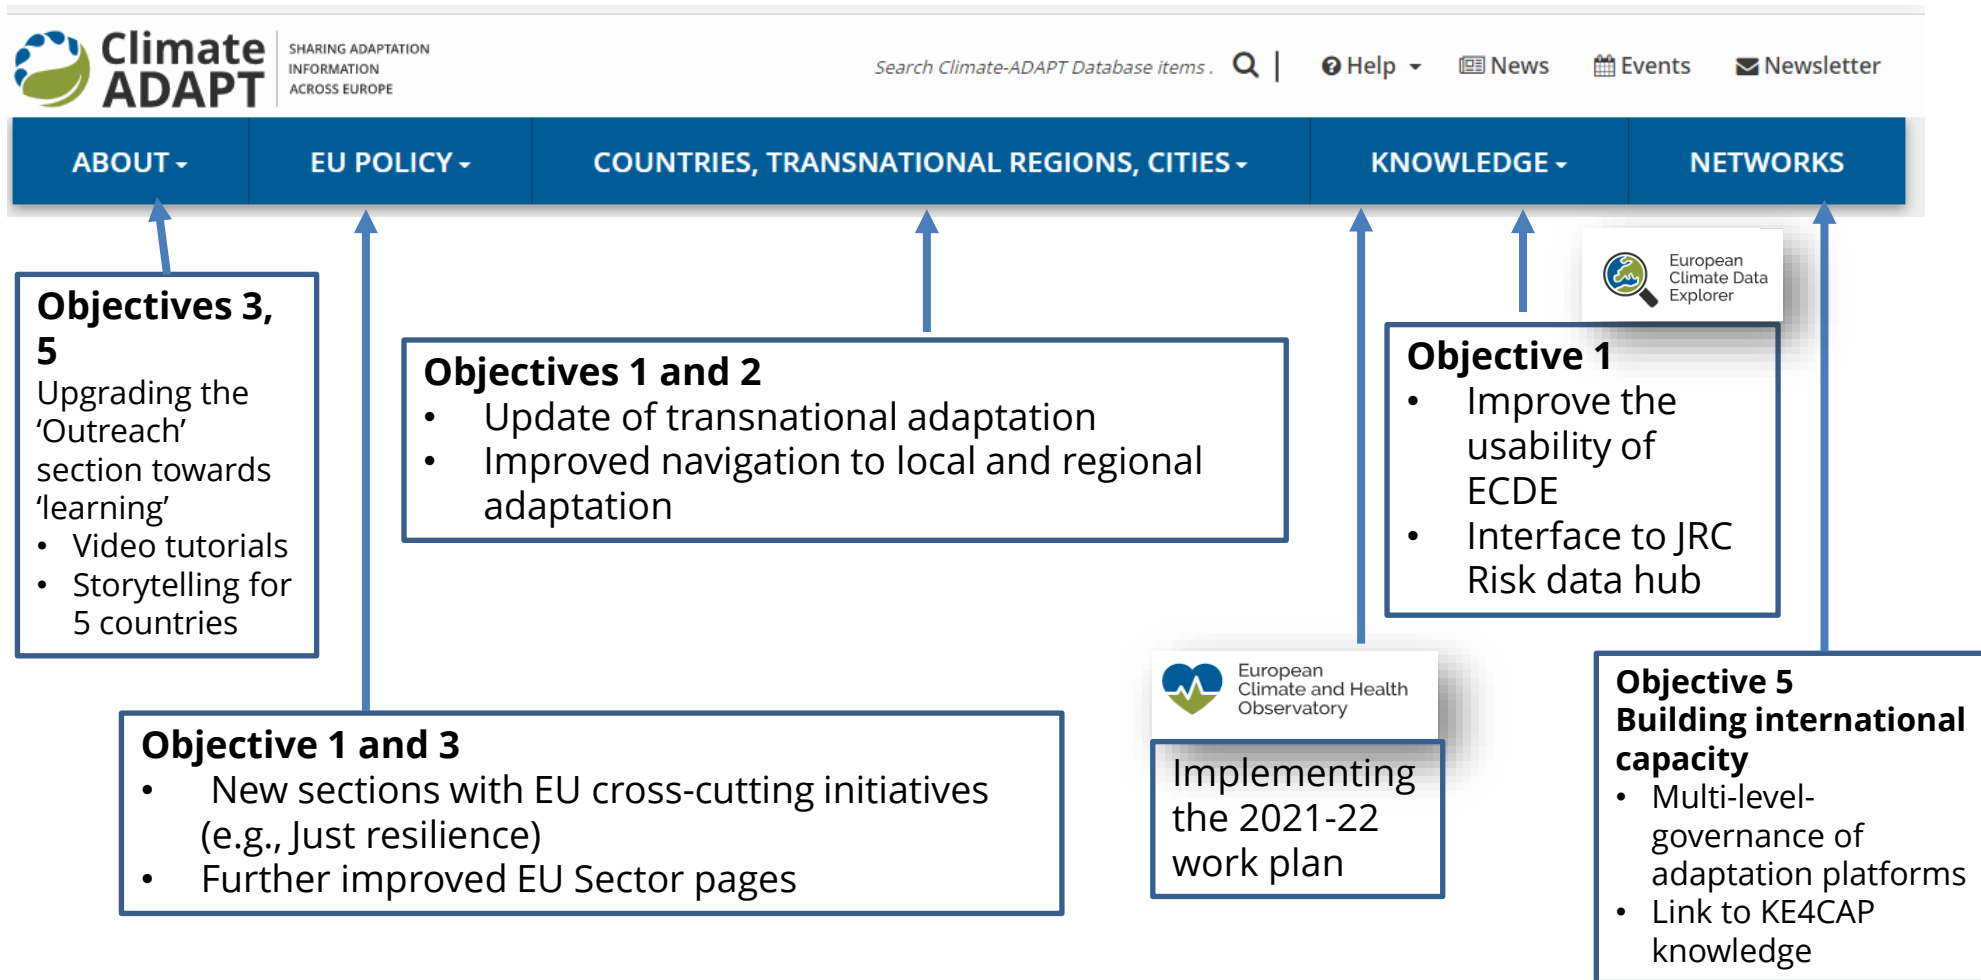 Climate
ADAPT
SHARING ADAPTATION
INFORMATION
ACROSS EUROPE
Search Climate-ADAPT Database items .
Help
News
Events
Newsletter
ABOUT
EU POLICY
COUNTRIES, TRANSNATIONAL REGIONS, CITIES
KNOWLEDGE
NETWORKS
European
Climate Data
Explorer
Objectives 3,
5
Upgrading the
‘Outreach’
section towards
‘learning’
• Video tutorials
• Storytelling for
5 countries
Objectives 1 and 2
• Update of transnational adaptation
• Improved navigation to local and regional
adaptation
Objective 1
• Improve the
usability of
ECDE
• Interface to JRC
Risk data hub
Objective 1 and 3
• New sections with EU cross-cutting initiatives
(e.g., Just resilience)
• Further improved EU Sector pages
European
Climate and Health
Observatory
Implementing
the 2021-22
work plan
Objective 5
Building international
capacity
• Multi-level-
governance of
adaptation platforms
• Link to KE4CAP
knowledge